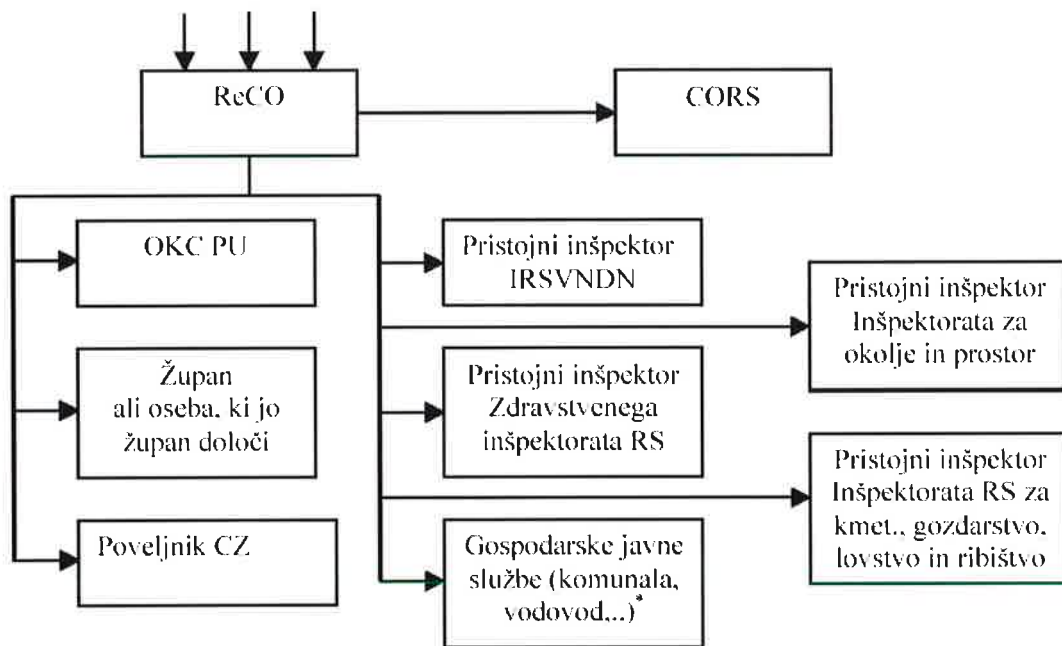 ReCO
CORS
OKC PU
Pristojni inšpektor
IRSVNDN
Pristojni inšpektor
Inšpektorata za
okolje in prostor
Župan
ali oseba, ki jo
župan določi
Pristojni inšpektor
Zdravstvenega
inšpektorata RS
Pristojni inšpektor
Inšpektorata RS za
kmet., gozdarstvo,
lovstvo in ribištvo
Poveljnik CZ
Gospodarske javne
službe (komunala,
vodovod,..)*